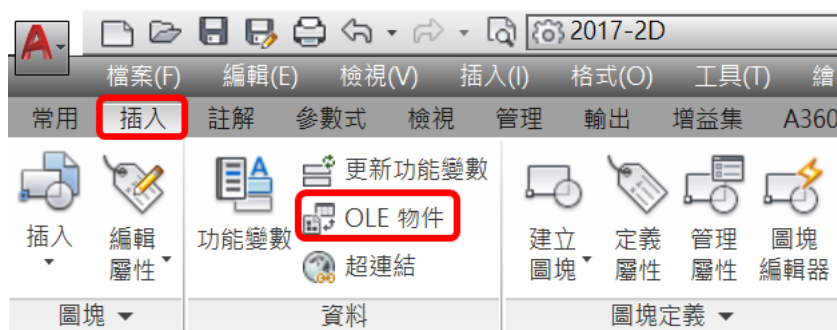 2017-2D
檔案(F) 編輯(E) 檢視(V) 插入(I) 格式(O) 工具(T) 繪
常用 插入 註解 參數式 檢視 管理 輸出 增益集 A360
插入
編輯
屬性
功能變數
更新功能變數
OLE 物件
超連結
建立
圖塊
定義
屬性
管理
屬性
圖塊
編輯器
圖塊 資料 圖塊定義